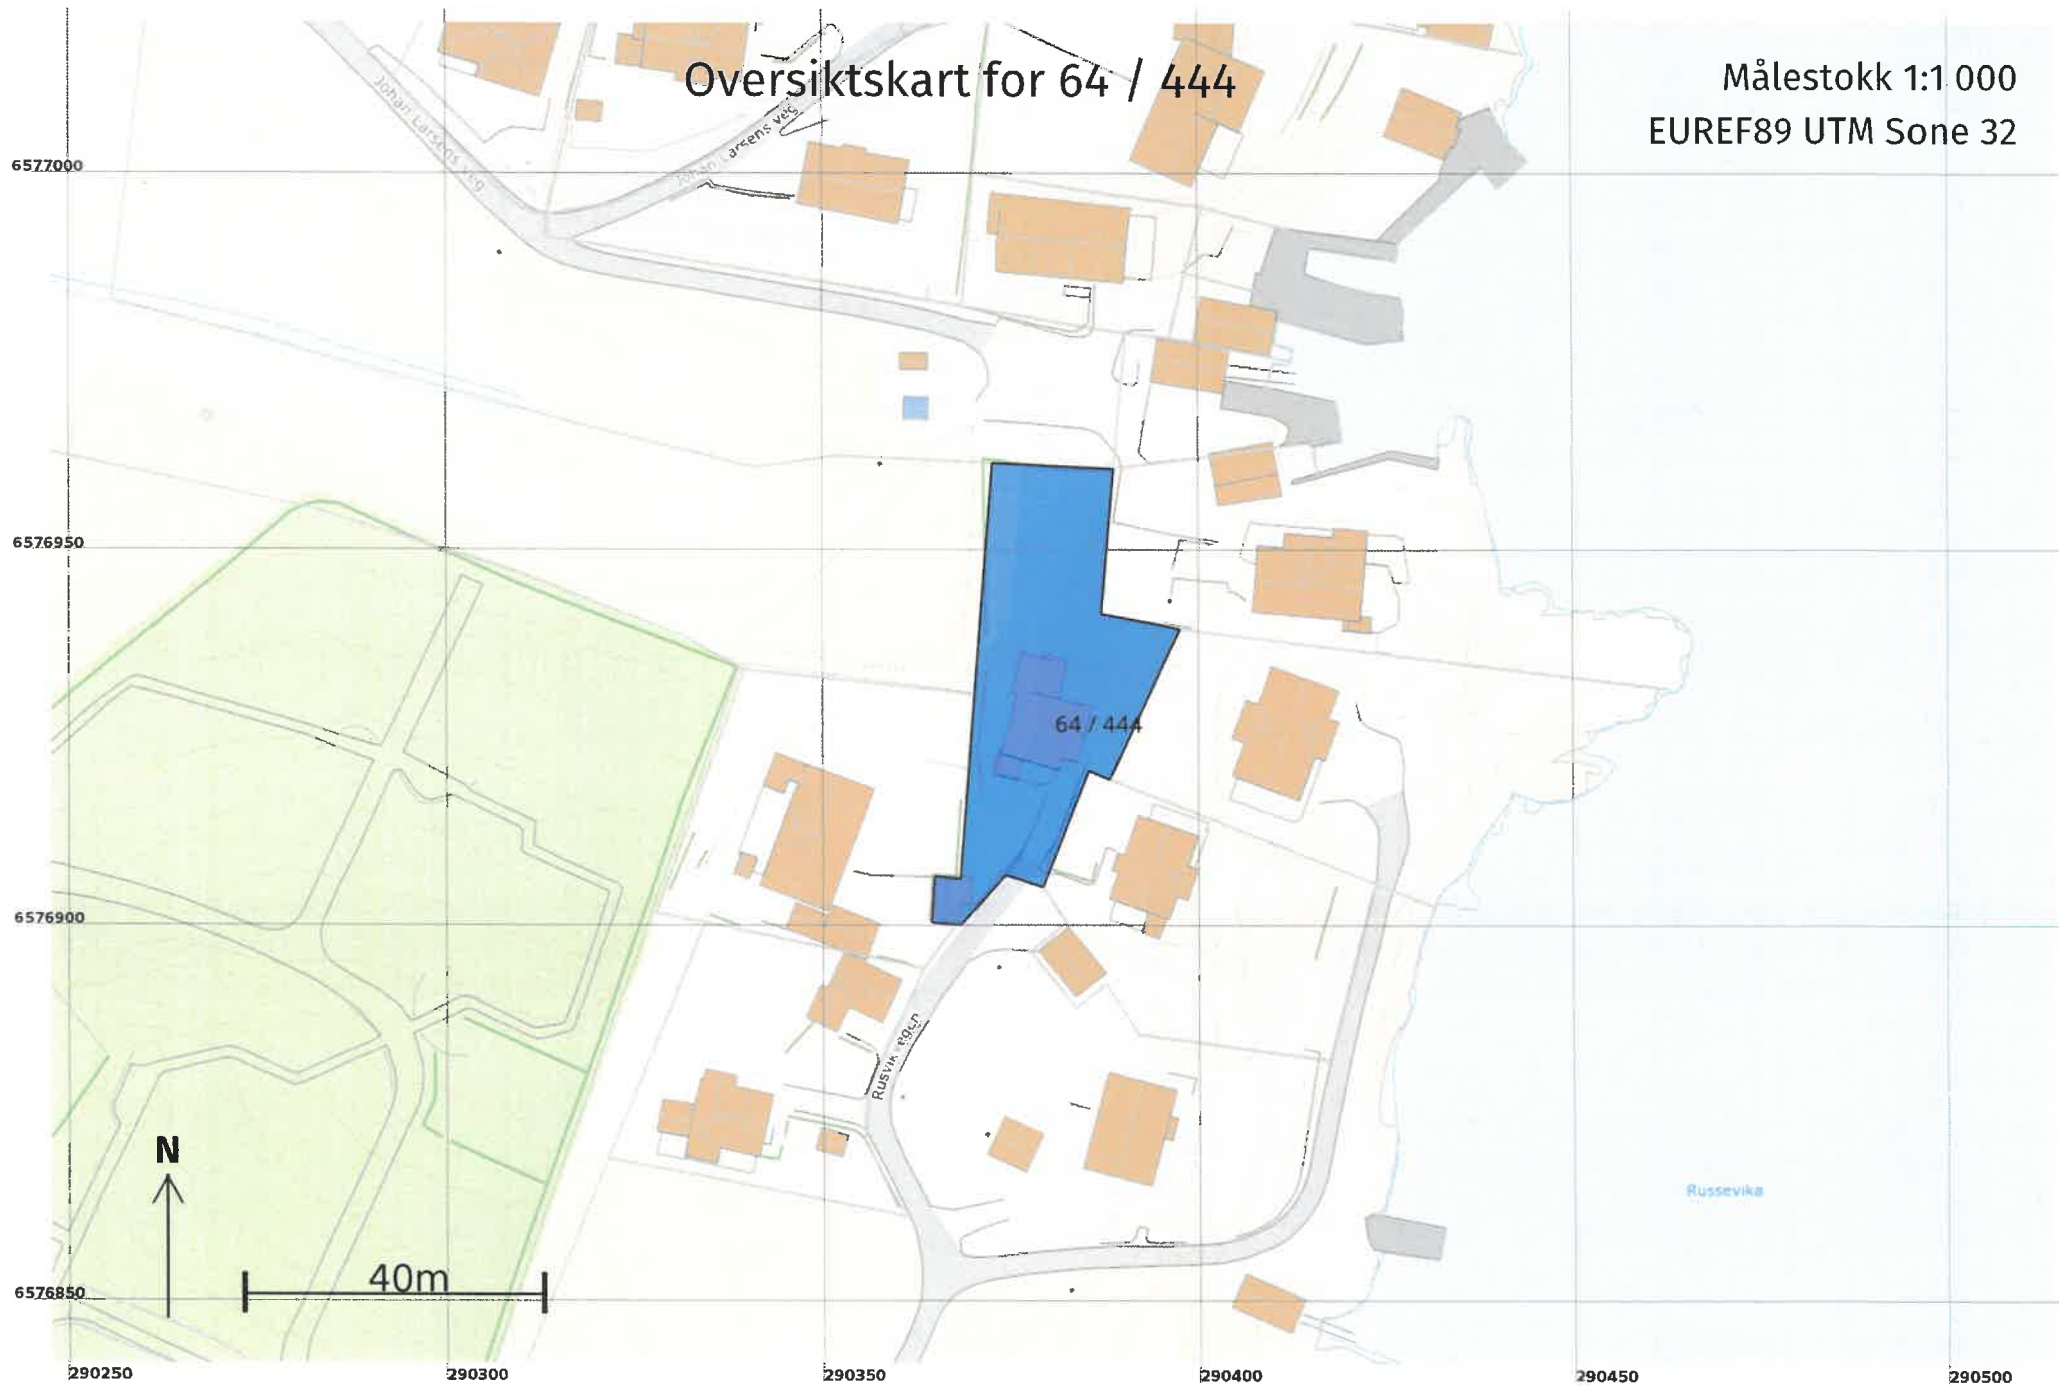 Oversiktskart for 64 / 444
Målestokk 1:1 000
EUREF89 UTM Sone 32
Johan Larsens veg
Johan Larsens veg
6577000
6576950
64 / 444
6576900
Rusvikvegen
N
Russevika
40m
6576850
290250
290300
290350
290400
290450
290500